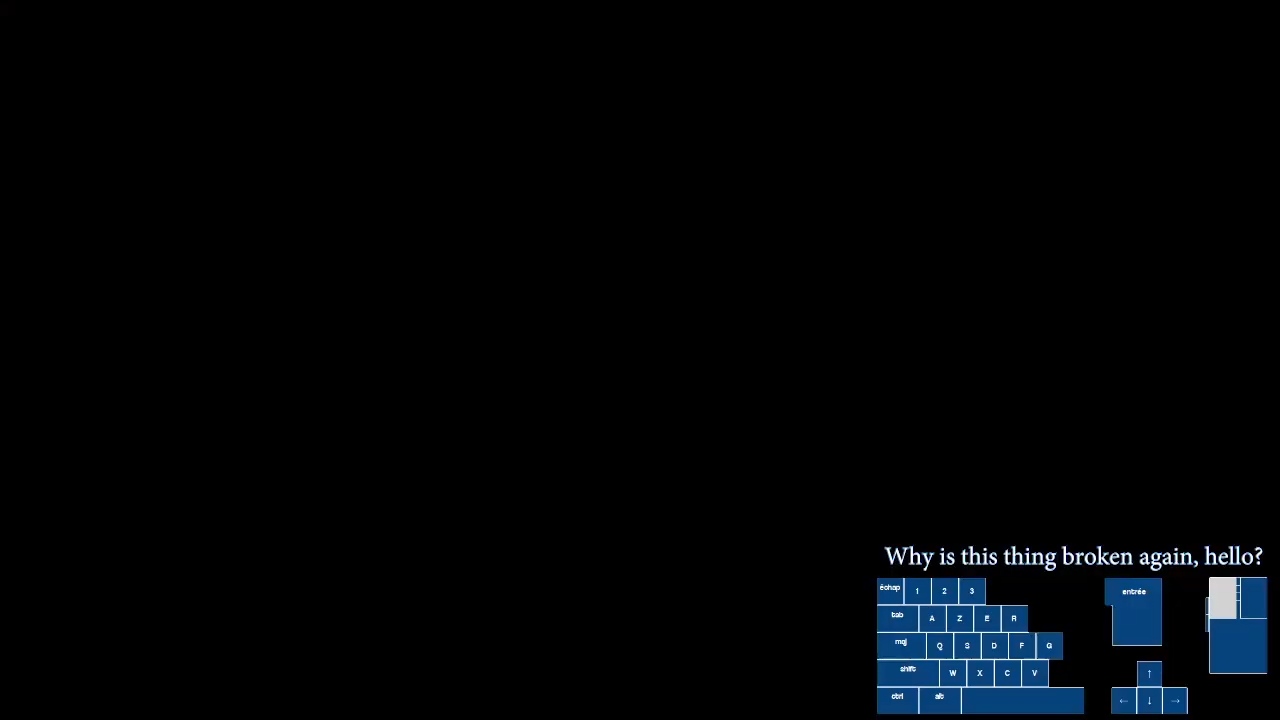 Why is this thing broken again, hello?
échap 1 2 3 entrée
tab A Z E R
maj Q S D F G
shift W X C V ↑
ctrl alt ← ↓ →